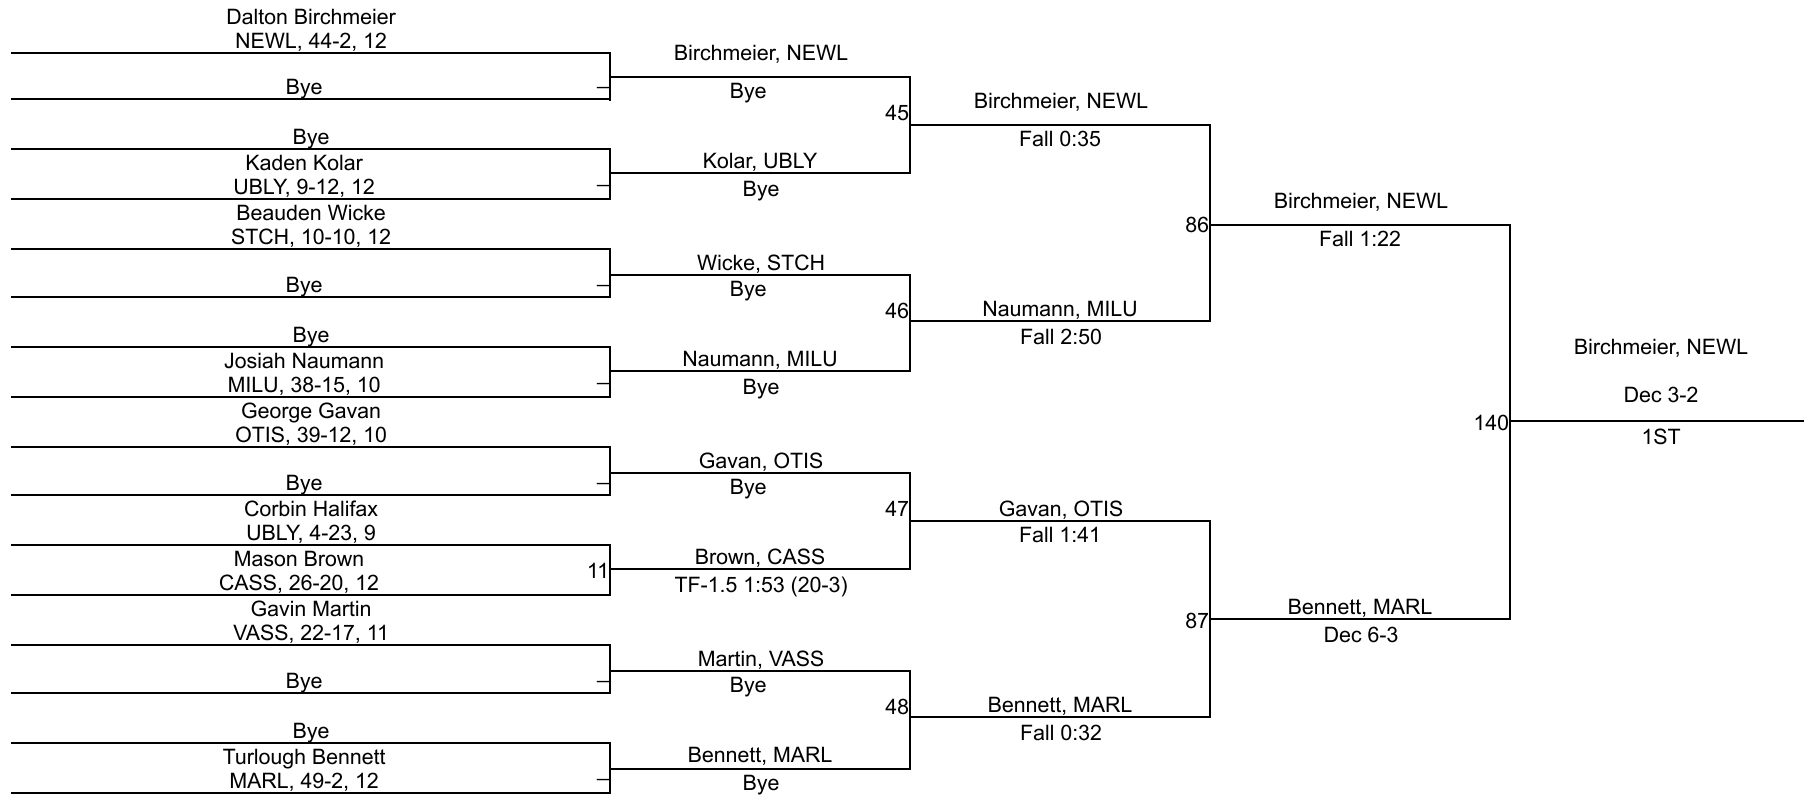 Dalton Birchmeier
NEWL, 44-2, 12
Bye
Bye
Kaden Kolar
UBLY, 9-12, 12
Beauden Wicke
STCH, 10-10, 12
Bye
Bye
Josiah Naumann
MILU, 38-15, 10
George Gavan
OTIS, 39-12, 10
Bye
Corbin Halifax
UBLY, 4-23, 9
Mason Brown
CASS, 26-20, 12
11
Gavin Martin
VASS, 22-17, 11
Bye
Bye
Turlough Bennett
MARL, 49-2, 12
Birchmeier, NEWL
Bye
45
Kolar, UBLY
Bye
Wicke, STCH
Bye
46
Naumann, MILU
Bye
Gavan, OTIS
Bye
47
Brown, CASS
TF-1.5 1:53 (20-3)
Martin, VASS
Bye
48
Bennett, MARL
Bye
Birchmeier, NEWL
Fall 0:35
86
Naumann, MILU
Fall 2:50
Gavan, OTIS
Fall 1:41
87
Bennett, MARL
Fall 0:32
Birchmeier, NEWL
Fall 1:22
140
Bennett, MARL
Dec 6-3
Birchmeier, NEWL
Dec 3-2
1ST